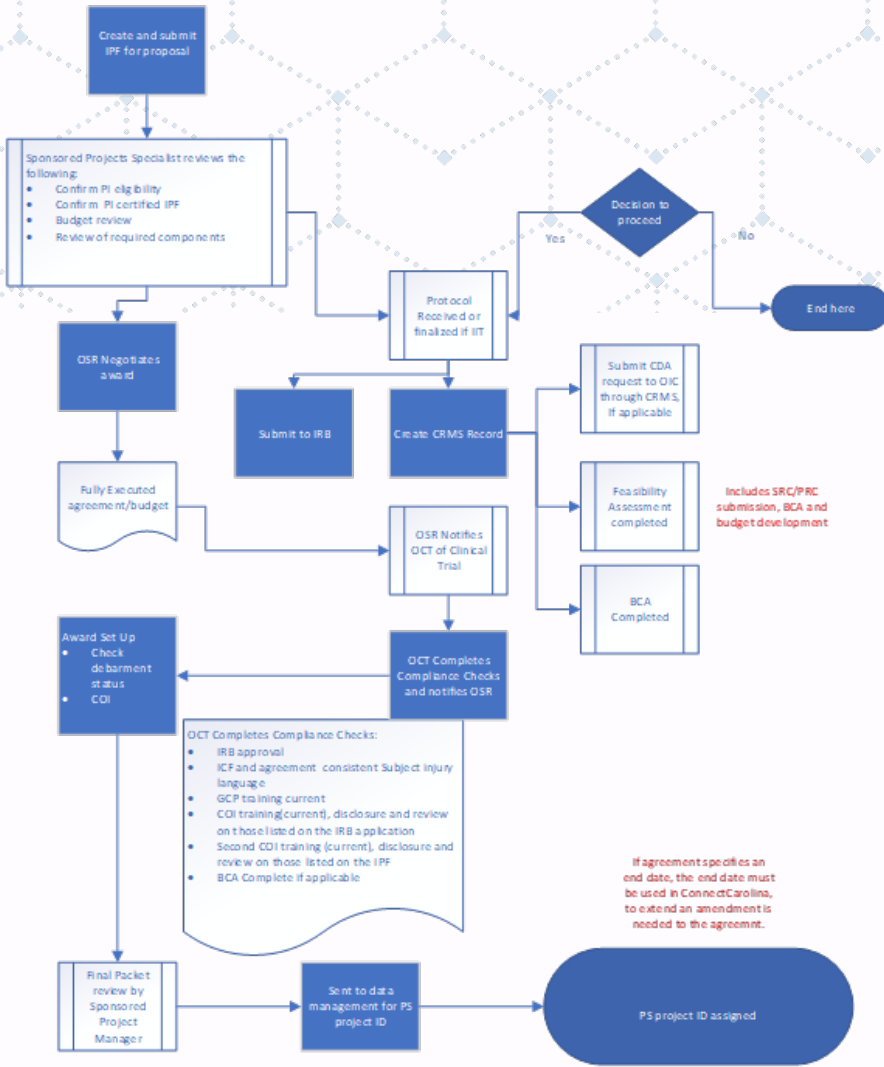 Create and submit
IPF for proposal
Sponsored Projects Specialist reviews the
following:
• Confirm PI eligibility
• Confirm PI certified IPF
• Budget review
• Review of required components
Decision to
proceed
Yes
No
End here
Protocol
Received or
finalized if IIT
OSR Negotiates
award
Submit to IRB
Create CRMS Record
Submit CDA
request to OIC
through CRMS,
If applicable
Fully Executed
agreement/budget
Feasibility
Assessment
completed
Includes SRC/PRC
submission, BCA and
budget development
OSR Notifies
OCT of Clinical
Trial
BCA
Completed
Award Set Up
• Check
debarment
status
• COI
OCT Completes
Compliance Checks
and notifies OSR
OCT Completes Compliance Checks:
• IRB approval
• ICF and agreement consistent Subject injury
language
• GCP training current
• COI training(current), disclosure and review
on those listed on the IRB application
• Second COI training (current), disclosure and
review on those listed on the IPF
• BCA Complete if applicable
If agreement specifies an
end date, the end date must
be used in ConnectCarolina,
to extend an amendment is
needed to the agreemnt.
Final Packet
review by
Sponsored
Project
Manager
Sent to data
management for PS
project ID
PS project ID assigned